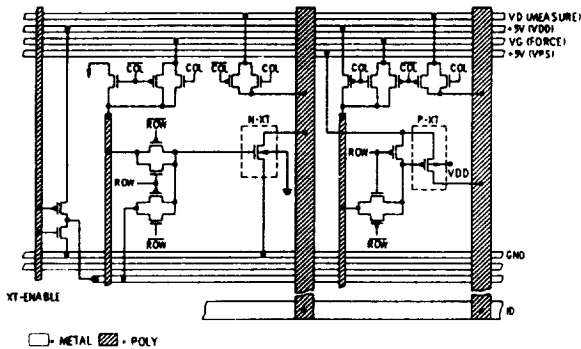 VD (MEASURE)
+5V (VDD)
VG (FORCE)
+5V (VPS)
COL COL COL COL COL COL COL COL
ROW N-XT P-XT
ROW
ROW
VDD
ROW
ROW
GND
XT-ENABLE
ID
- METAL - POLY